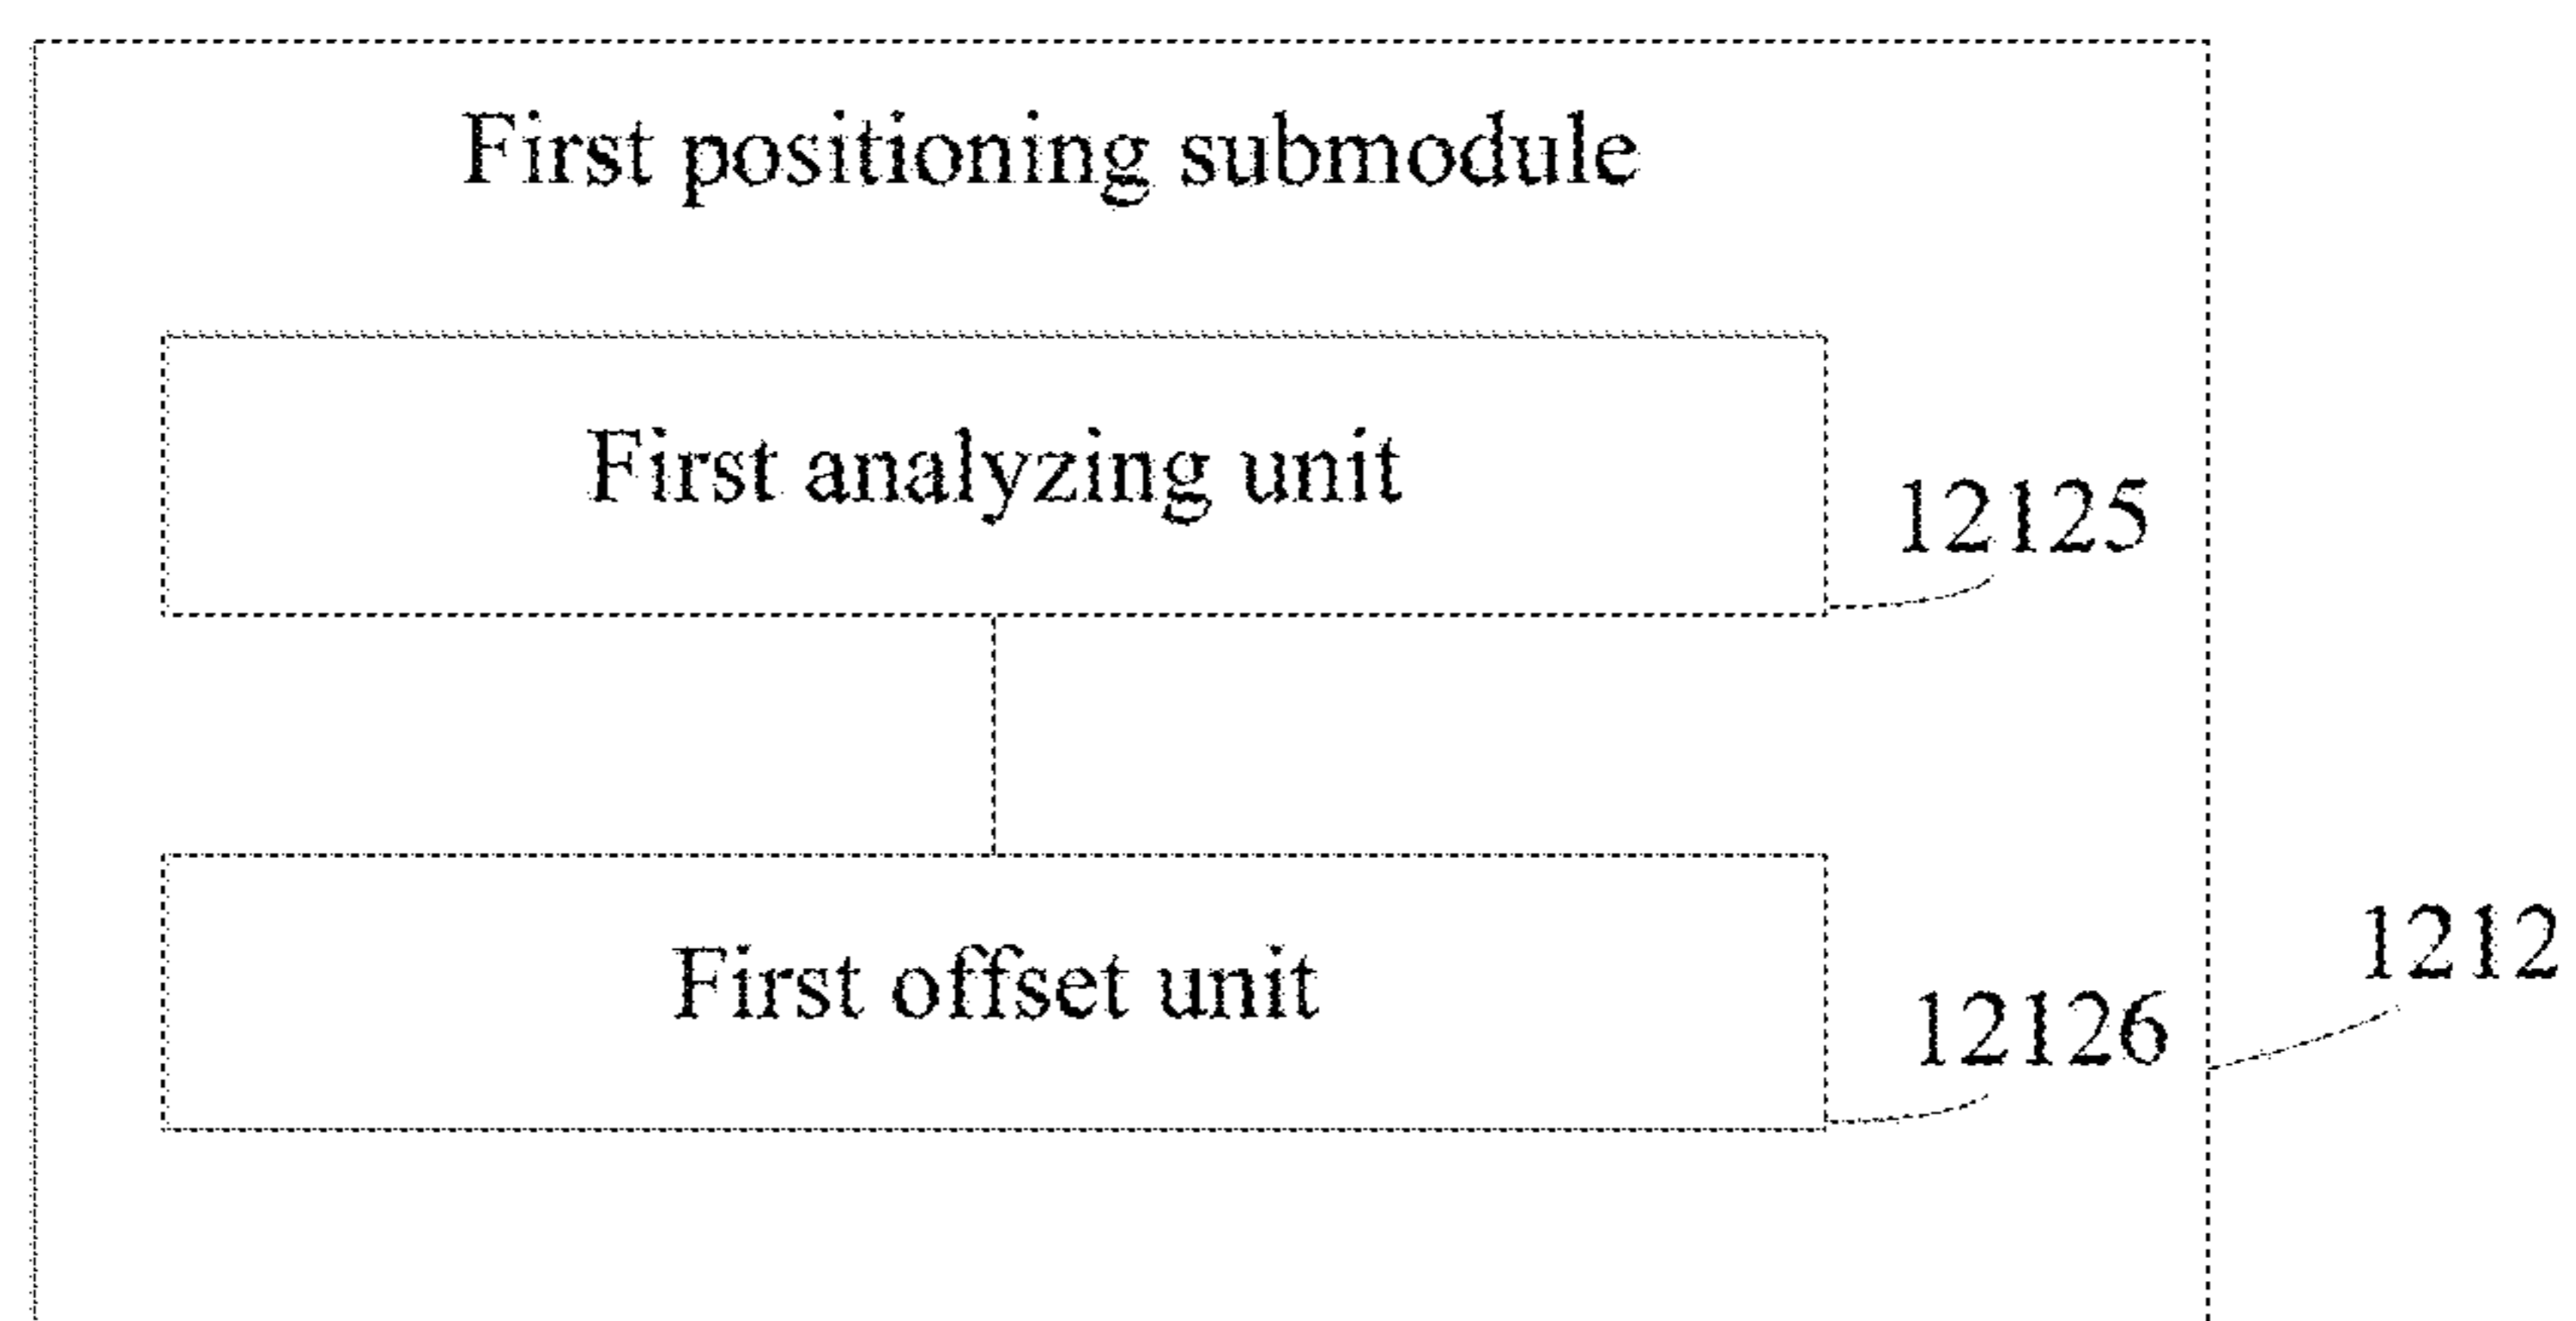 First positioning submodule
First analyzing unit
12125
First offset unit
12126
1212